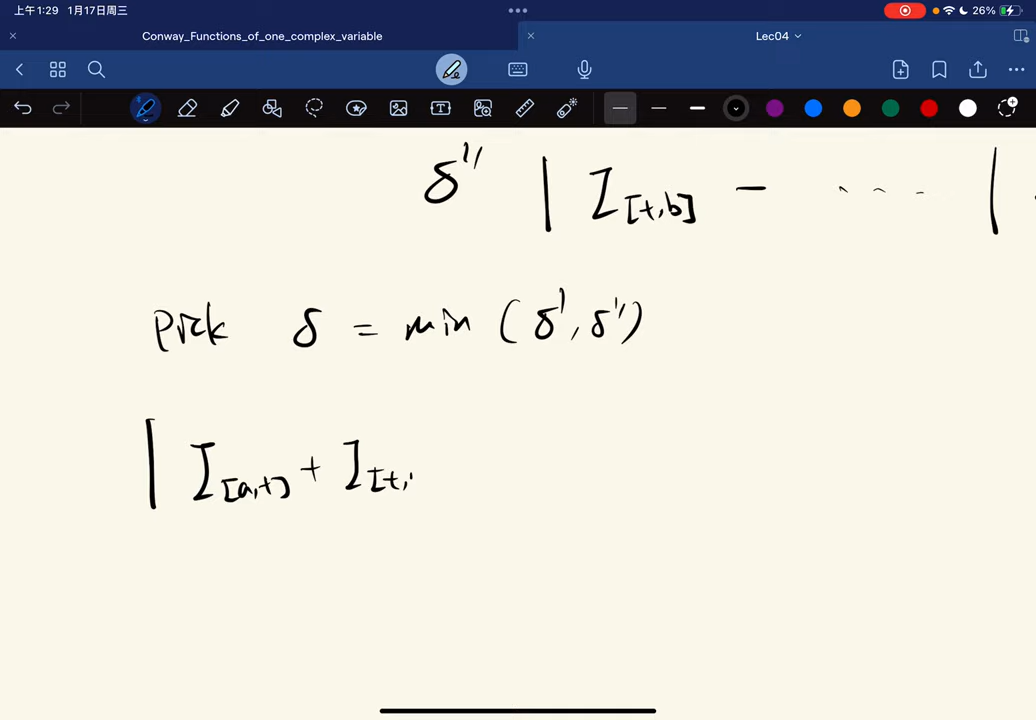 上午1:29 1月17日周三
26%
Conway_Functions_of_one_complex_variable
Lec04
δ'' | I[t,b] - ···· |
pick δ = min (δ', δ'')
| I[a,t] + I[t,